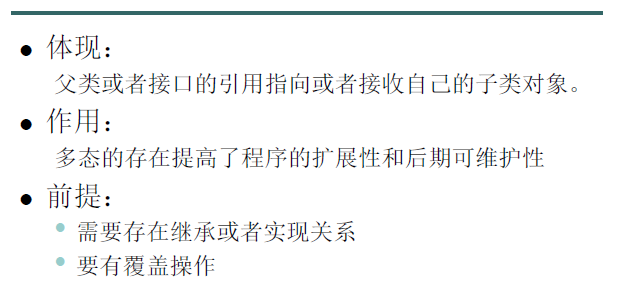 体现：
父类或者接口的引用指向或者接收自己的子类对象。
作用：
多态的存在提高了程序的扩展性和后期可维护性
前提：
需要存在继承或者实现关系
要有覆盖操作